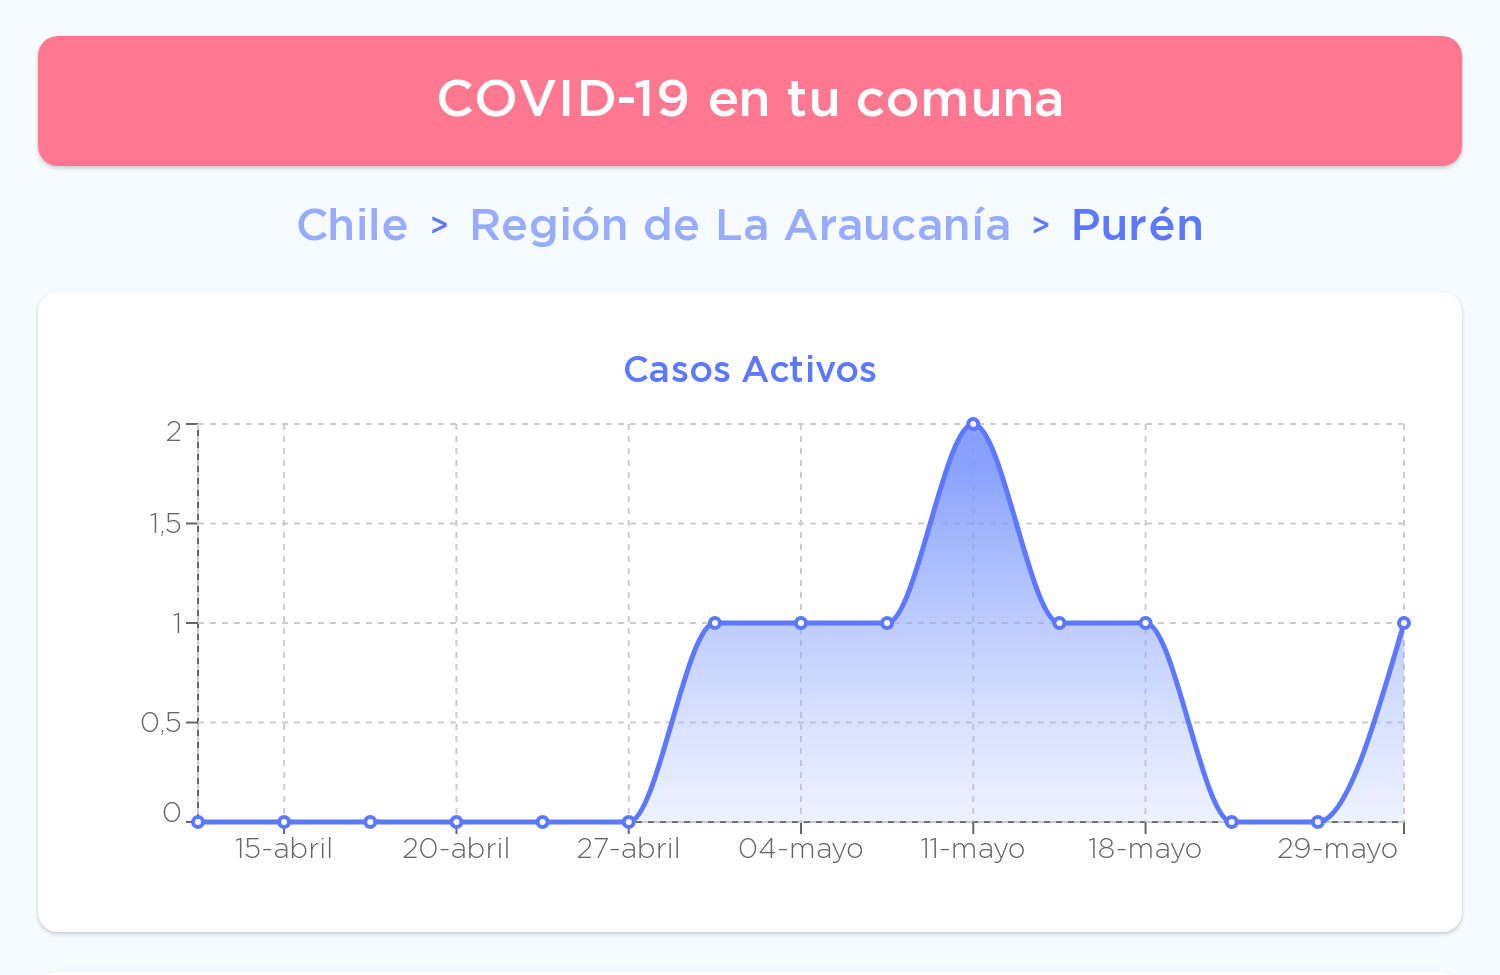 COVID-19 en tu comuna
Chile > Región de La Araucanía > Purén
Casos Activos
2
1,5
1
0,5
0
15-abril 20-abril 27-abril 04-mayo 11-mayo 18-mayo 29-mayo